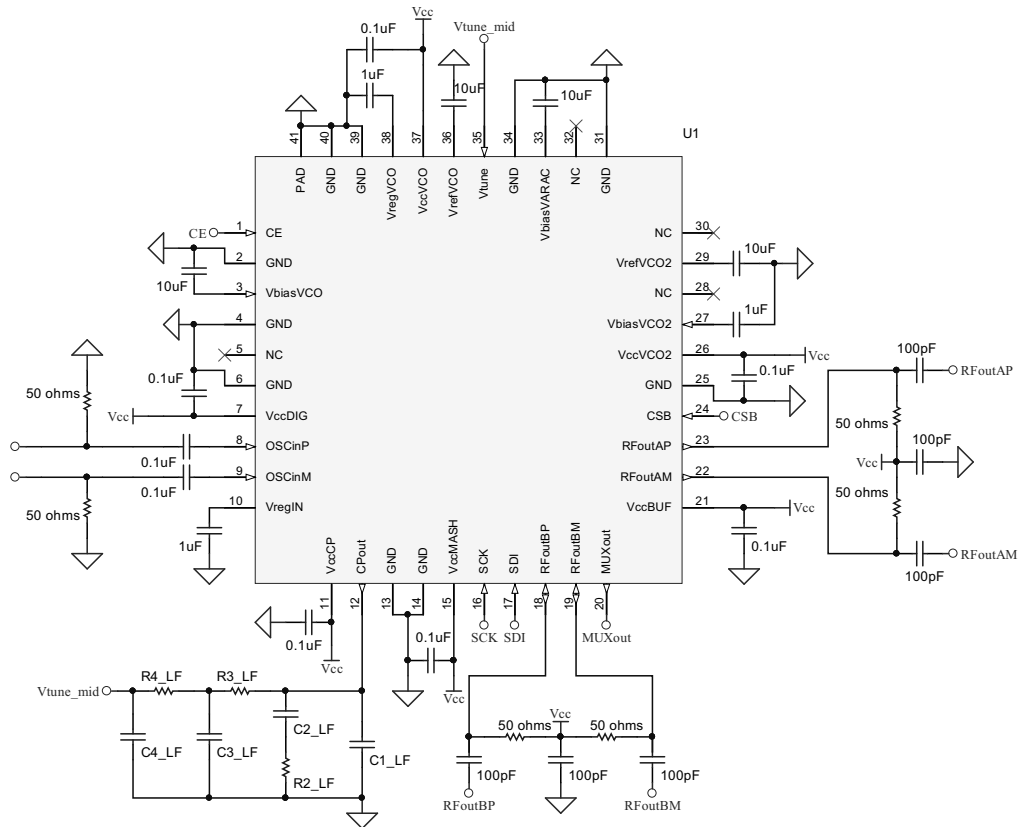 Vcc
0.1uF
Vtune_mid
1uF
10uF
10uF
U1
41
40
39
38
37
36
35
34
33
32
31
PAD
GND
GND
VregVCO
VccVCO
VrefVCO
Vtune
GND
VbiasVARAC
NC
GND
CE
1
CE
2
GND
10uF
3
VbiasVCO
4
GND
5
NC
0.1uF
6
GND
50 ohms
Vcc
7
VccDIG
8
OSCinP
0.1uF
9
OSCinM
0.1uF
50 ohms
10
VregIN
1uF
NC
30
VrefVCO2
29
10uF
NC
28
VbiasVCO2
27
1uF
VccVCO2
26
Vcc
0.1uF
GND
25
CSB
24
CSB
RFoutAP
23
RFoutAM
22
VccBUF
21
Vcc
0.1uF
100pF
RFoutAP
50 ohms
100pF
Vcc
50 ohms
RFoutAM
100pF
VccCP
CPout
GND
GND
VccMASH
SCK
SDI
RFoutBP
RFoutBM
MUXout
11
12
13
14
15
16
17
18
19
20
0.1uF
Vcc
0.1uF
Vcc
SCK
SDI
MUXout
Vtune_mid
R4_LF
R3_LF
C4_LF
C3_LF
C2_LF
R2_LF
C1_LF
50 ohms
Vcc
50 ohms
100pF
100pF
100pF
RFoutBP
RFoutBM